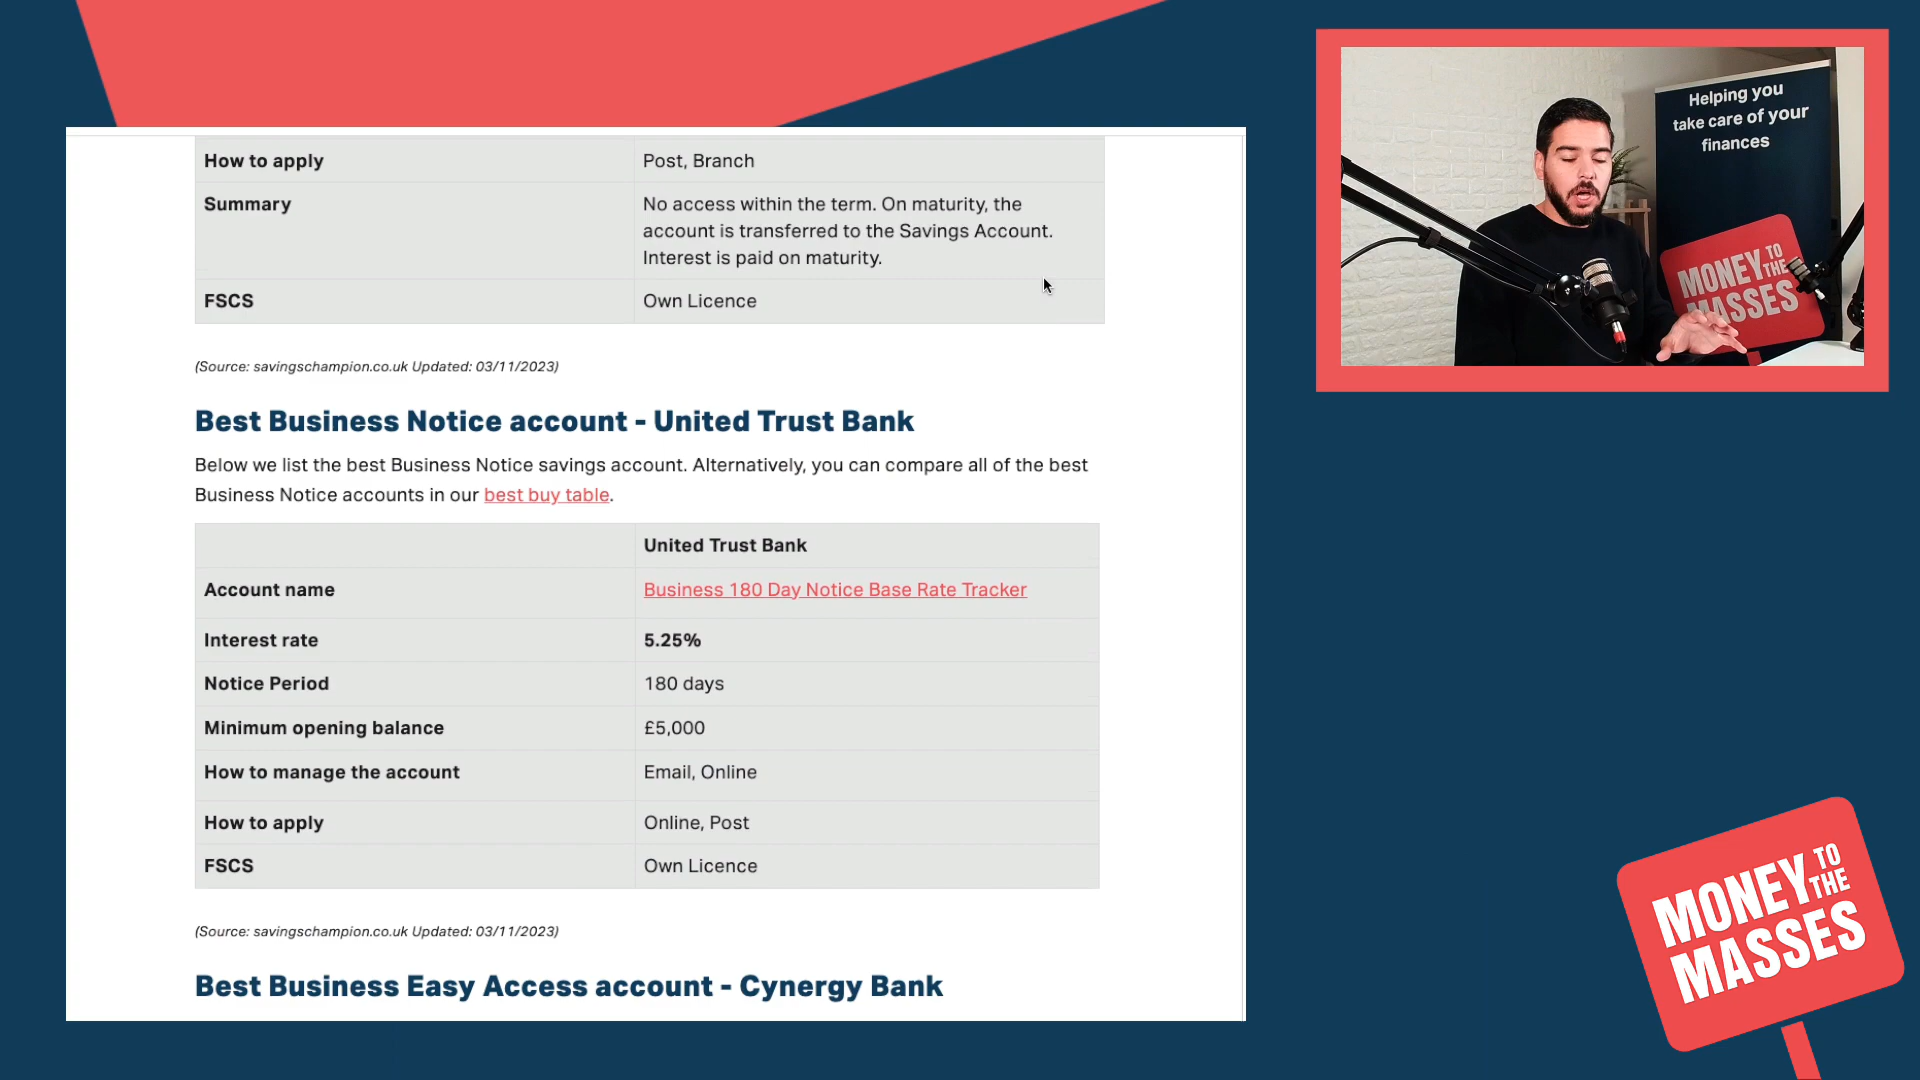 How to apply Post, Branch
Summary No access within the term. On maturity, the
account is transferred to the Savings Account.
Interest is paid on maturity.
FSCS Own Licence
(Source: savingschampion.co.uk Updated: 03/11/2023)
Best Business Notice account - United Trust Bank
Below we list the best Business Notice savings account. Alternatively, you can compare all of the best
Business Notice accounts in our best buy table.
United Trust Bank
Account name Business 180 Day Notice Base Rate Tracker
Interest rate 5.25%
Notice Period 180 days
Minimum opening balance £5,000
How to manage the account Email, Online
How to apply Online, Post
FSCS Own Licence
(Source: savingschampion.co.uk Updated: 03/11/2023)
Best Business Easy Access account - Cynergy Bank
Helping you
take care of your
finances
MONEY TO THE
MASSES
MONEY TO THE
MASSES